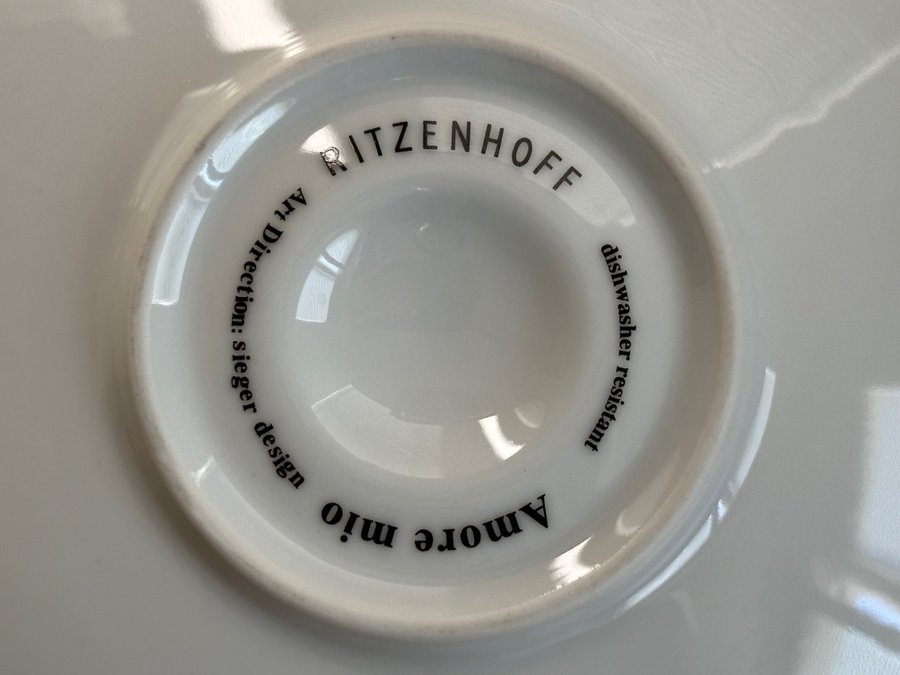 RITZENHOFF
dishwasher resistant
Amore mio
Art Direction: sieger design